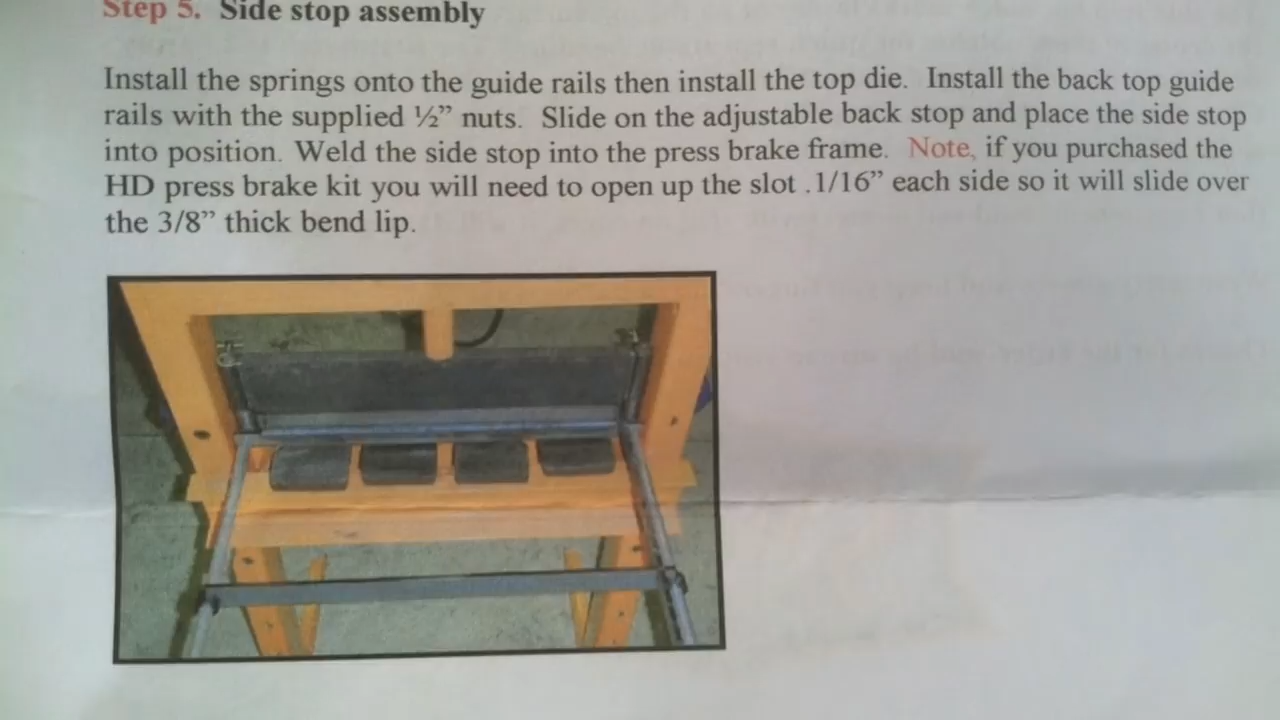 Step 5. Side stop assembly
Install the springs onto the guide rails then install the top die. Install the back top guide
rails with the supplied ½” nuts. Slide on the adjustable back stop and place the side stop
into position. Weld the side stop into the press brake frame. Note, if you purchased the
HD press brake kit you will need to open up the slot .1/16” each side so it will slide over
the 3/8” thick bend lip.